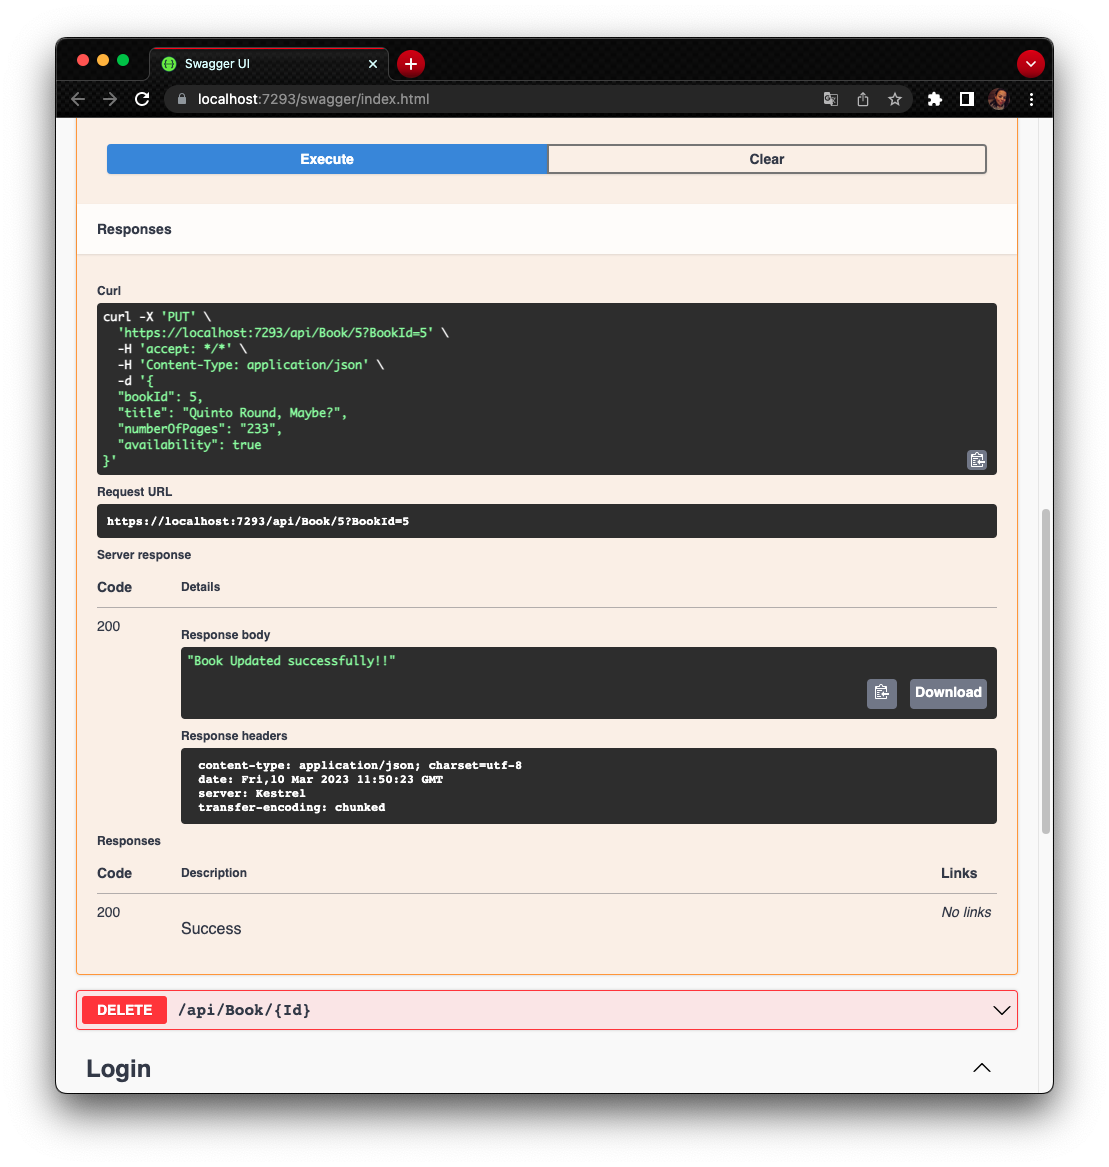 Swagger UI
localhost:7293/swagger/index.html
Execute
Clear
Responses
Curl
curl -X 'PUT' \
'https://localhost:7293/api/Book/5?BookId=5' \
-H 'accept: */*' \
-H 'Content-Type: application/json' \
-d '{
"bookId": 5,
"title": "Quinto Round, Maybe?",
"numberOfPages": "233",
"availability": true
}'
Request URL
https://localhost:7293/api/Book/5?BookId=5
Server response
Code Details
200
Response body
"Book Updated successfully!!"
Download
Response headers
content-type: application/json; charset=utf-8
date: Fri,10 Mar 2023 11:50:23 GMT
server: Kestrel
transfer-encoding: chunked
Responses
Code Description Links
200 No links
Success
DELETE /api/Book/{Id}
Login